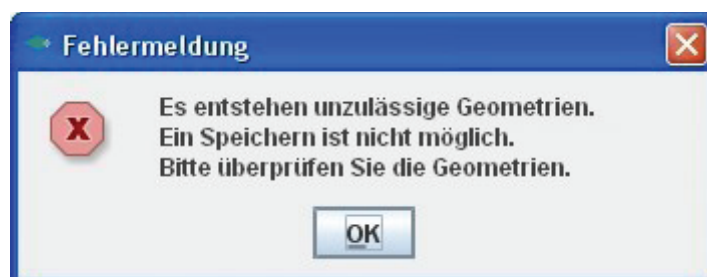 Fehlermeldung
Es entstehen unzulässige Geometrien.
Ein Speichern ist nicht möglich.
Bitte überprüfen Sie die Geometrien.
OK